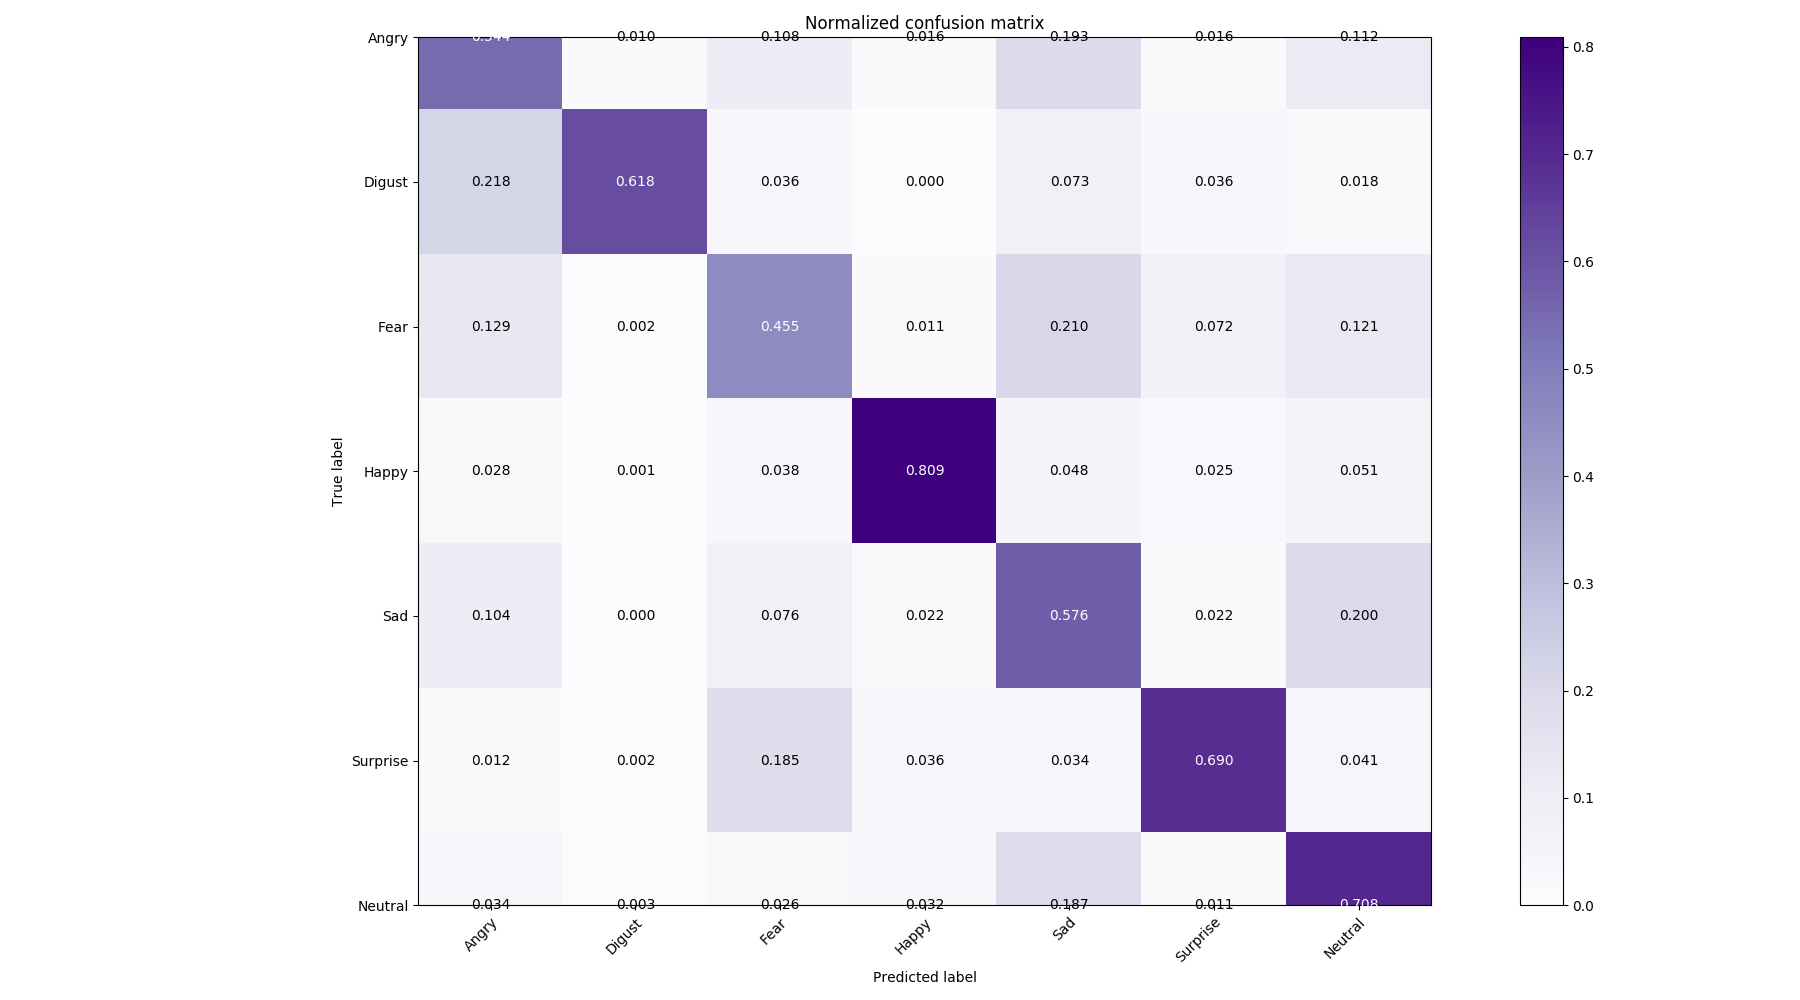 Normalized confusion matrix
Angry 0.544 0.010 0.108 0.016 0.193 0.016 0.112
Digust 0.218 0.618 0.036 0.000 0.073 0.036 0.018
Fear 0.129 0.002 0.455 0.011 0.210 0.072 0.121
Happy 0.028 0.001 0.038 0.809 0.048 0.025 0.051
Sad 0.104 0.000 0.076 0.022 0.576 0.022 0.200
Surprise 0.012 0.002 0.185 0.036 0.034 0.690 0.041
Neutral 0.034 0.003 0.026 0.032 0.187 0.011 0.708
True label
Angry Digust Fear Happy Sad Surprise Neutral
Predicted label
0.8
0.7
0.6
0.5
0.4
0.3
0.2
0.1
0.0